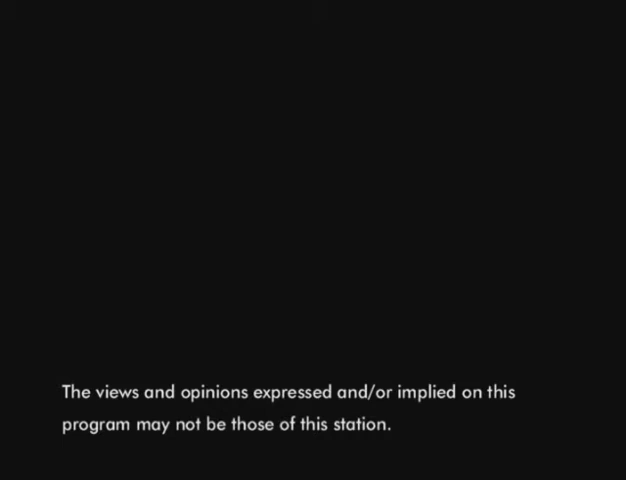 The views and opinions expressed and/or implied on this
program may not be those of this station.